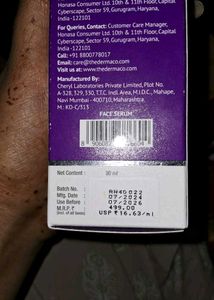 Honasa Consumer Ltd. 10th & 11th Floor, Capital
Cyberscape, Sector 59, Gurugram, Haryana,
India-122101
For Queries, Contact: Customer Care Manager,
Honasa Consumer Ltd. 10th & 11th Floor, Capital
Cyberscape, Sector 59, Gurugram, Haryana,
India-122101
Call at: +91 8800778017
Email: care@thedermaco.com
Visit us at: www.thedermaco.com
Manufactured By:
Cheryl Laboratories Private Limited, Plot No.
A-328, 329, 330, T.T.C. Indl. Area, M.I.D.C., Mahape,
Navi Mumbai - 400710, Maharashtra.
M: KD-C/313
FACE SERUM
Net Content : 30 ml
Batch No. : RN40022
Mfg. Date : 07/2024
Use Before : 07/2026
M.R.P. ₹ : 499.00
(Incl. of all taxes) USP ₹ 16.63/ml